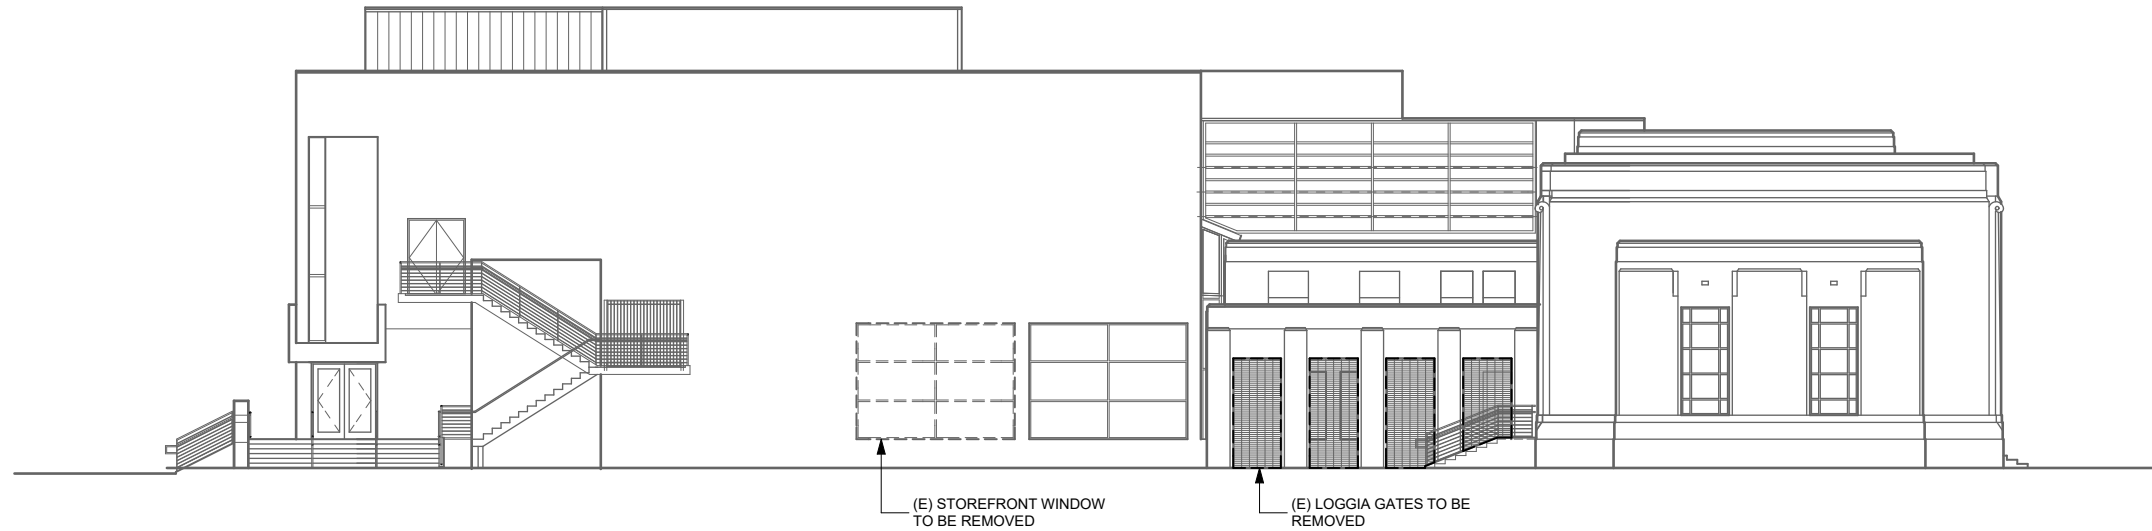 (E) STOREFRONT WINDOW
TO BE REMOVED
(E) LOGGIA GATES TO BE
REMOVED